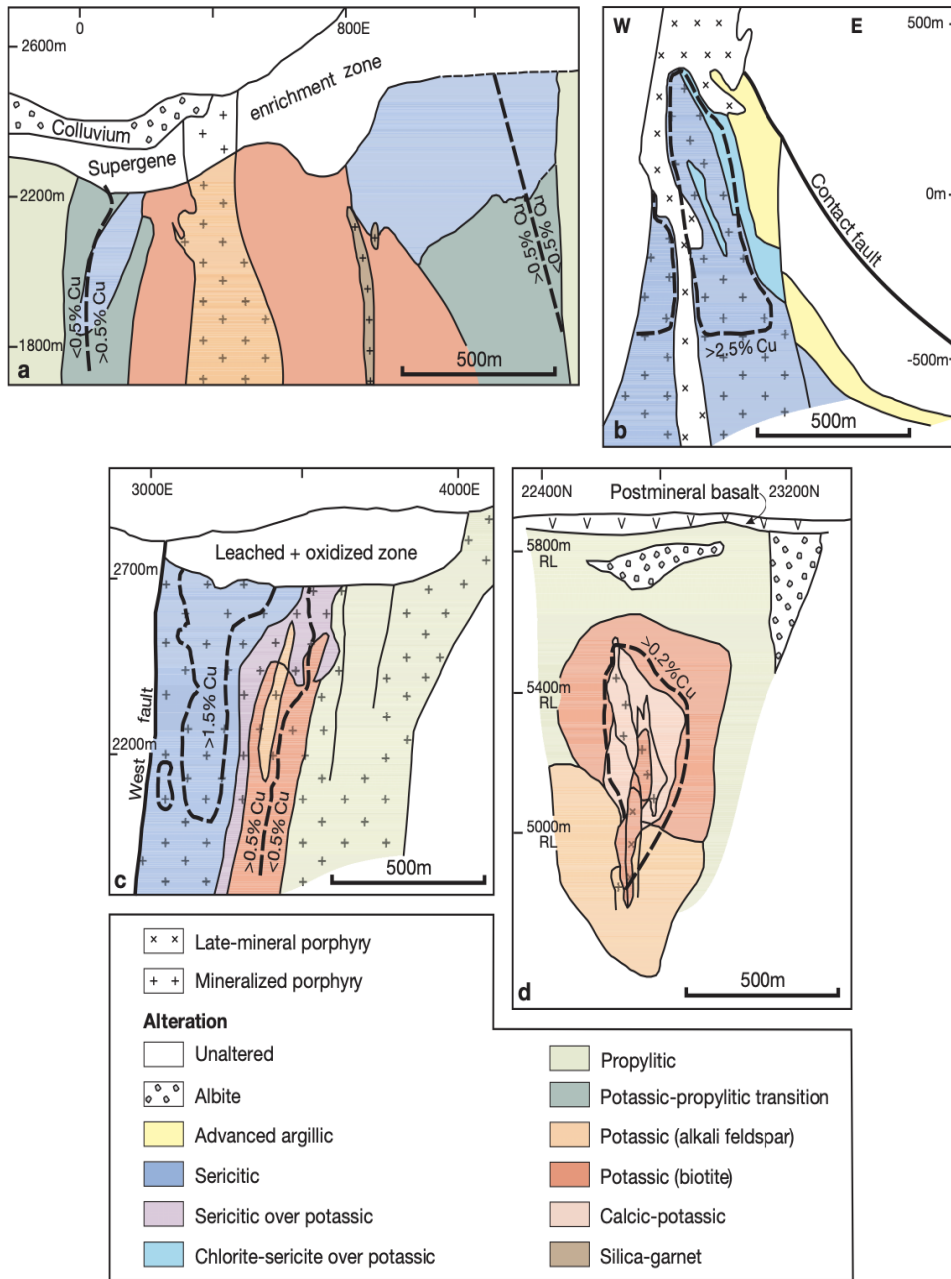 0
800E
2600m
enrichment zone
Colluvium
Supergene
2200m
<0.5% Cu
>0.5% Cu
>0.5% Cu
<0.5% Cu
1800m
500m
a
W
E
500m
0m
Contact fault
>2.5% Cu
-500m
500m
b
3000E
4000E
Leached + oxidized zone
2700m
>1.5% Cu
West fault
2200m
>0.5% Cu
<0.5% Cu
500m
c
22400N
Postmineral basalt
23200N
5800m
RL
>0.2%Cu
5400m
RL
5000m
RL
500m
d
Late-mineral porphyry
Mineralized porphyry
Alteration
Unaltered
Albite
Advanced argillic
Sericitic
Sericitic over potassic
Chlorite-sericite over potassic
Propylitic
Potassic-propylitic transition
Potassic (alkali feldspar)
Potassic (biotite)
Calcic-potassic
Silica-garnet